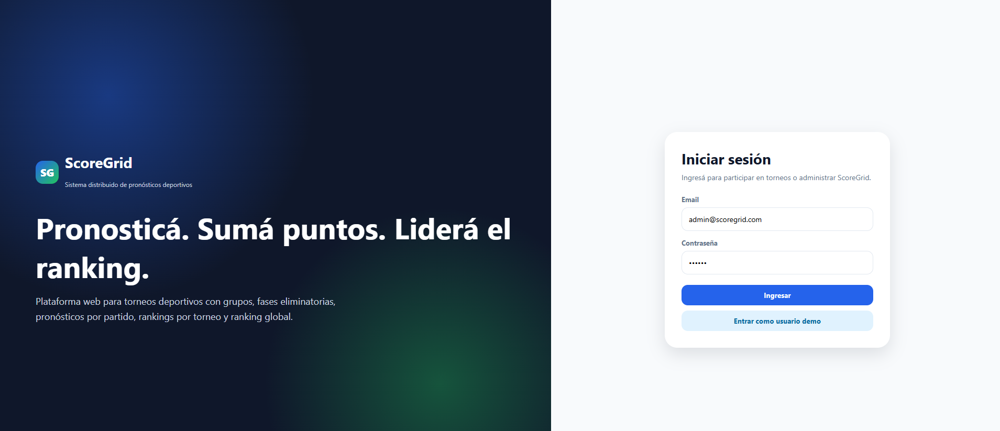 SG
ScoreGrid
Sistema distribuido de pronósticos deportivos
Pronosticá. Sumá puntos. Liderá el
ranking.
Plataforma web para torneos deportivos con grupos, fases eliminatorias,
pronósticos por partido, rankings por torneo y ranking global.
Iniciar sesión
Ingresá para participar en torneos o administrar ScoreGrid.
Email
admin@scoregrid.com
Contraseña
••••••
Ingresar
Entrar como usuario demo